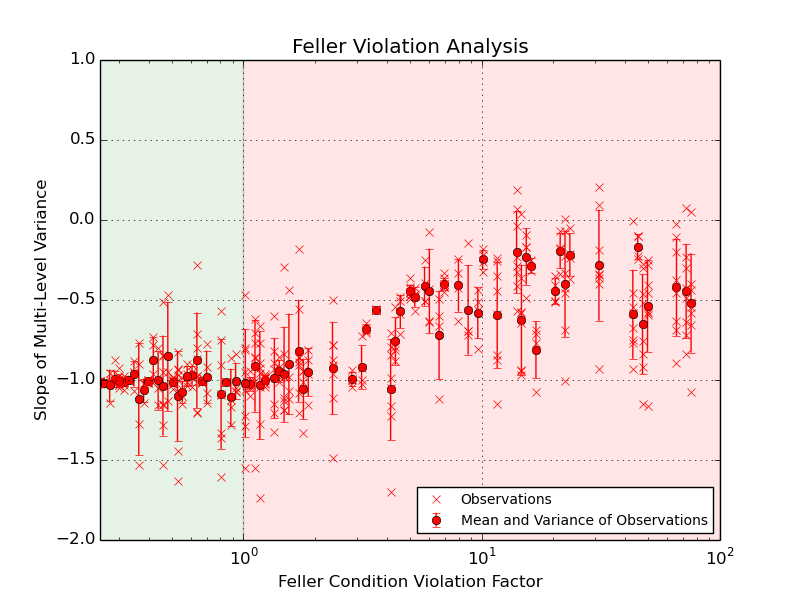 Feller Violation Analysis
1.0
0.5
0.0
−0.5
−1.0
−1.5
−2.0
Slope of Multi-Level Variance
Observations
Mean and Variance of Observations
10⁰
10¹
10²
Feller Condition Violation Factor